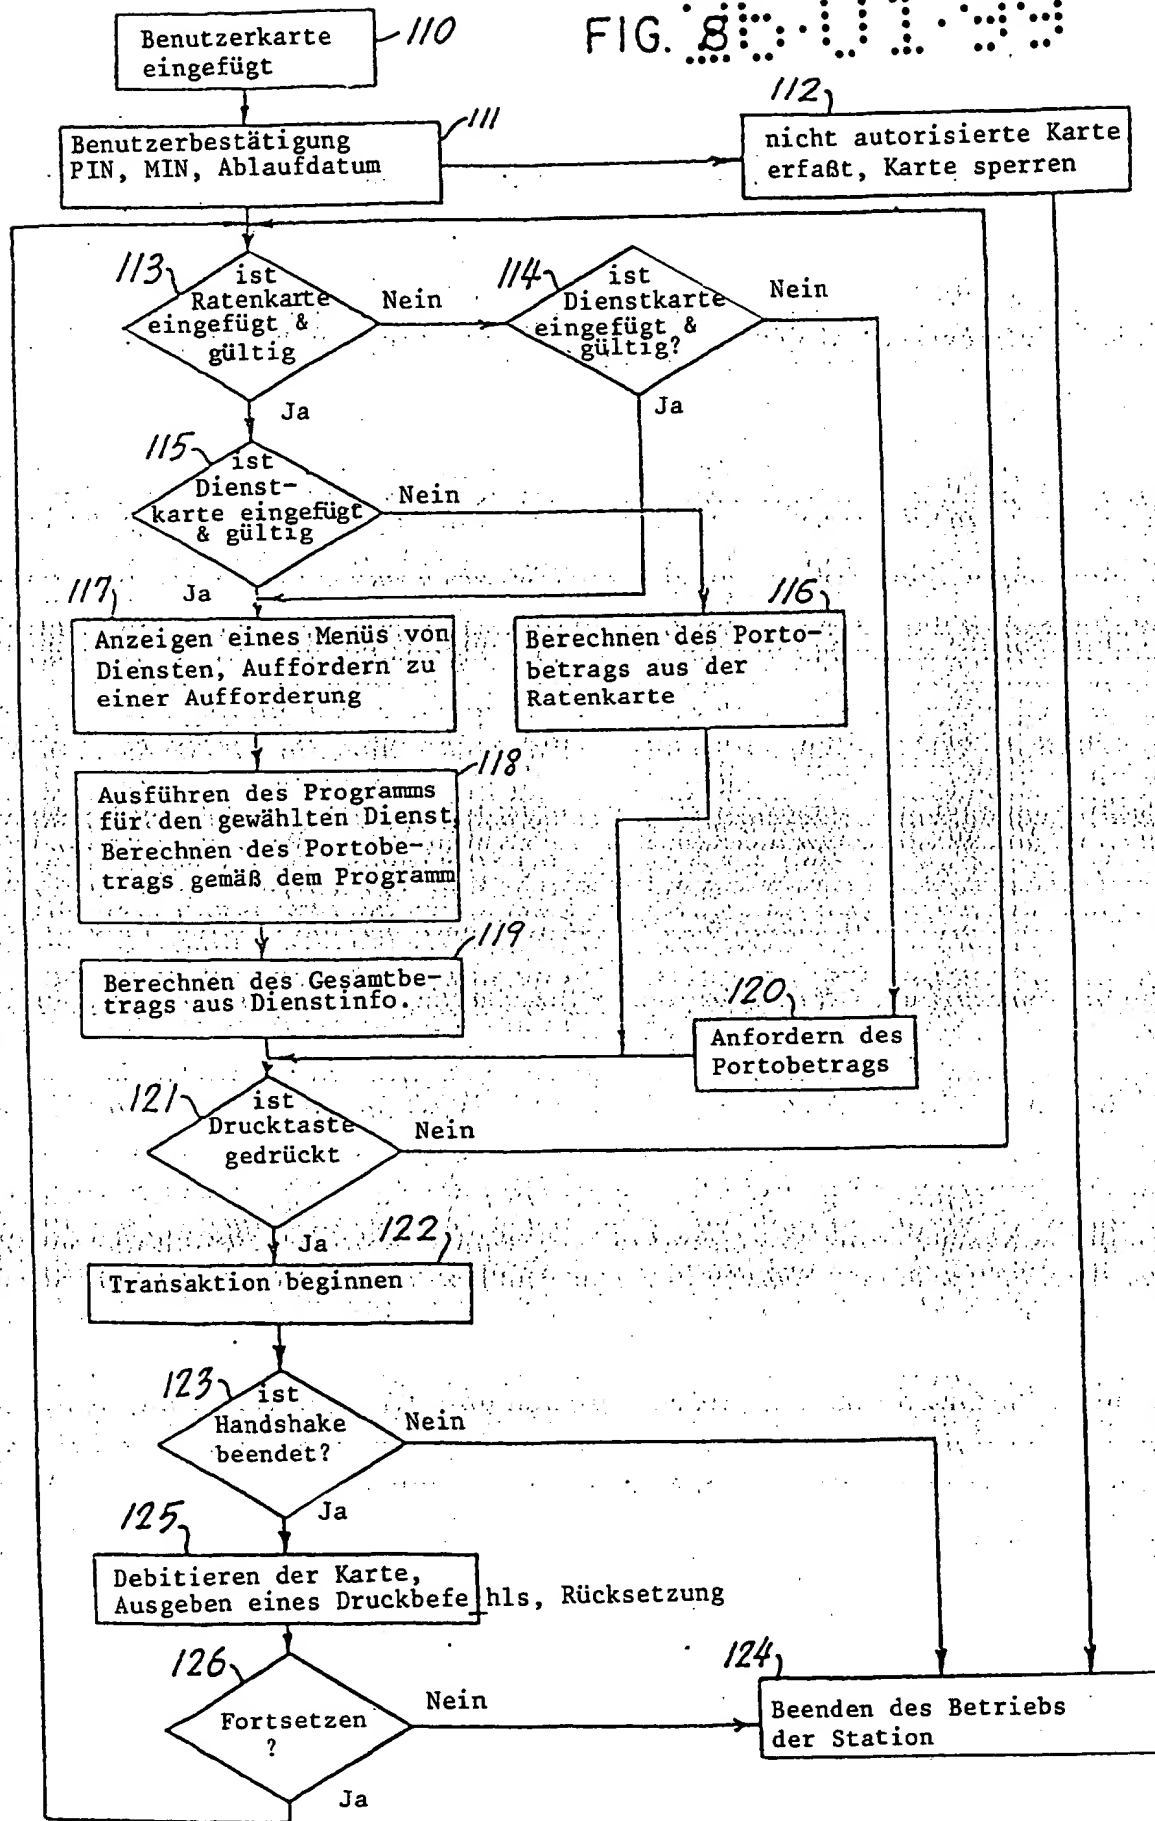 FIG. 8
25·01·99
110
Benutzerkarte
eingefügt
111
Benutzerbestätigung
PIN, MIN, Ablaufdatum
112
nicht autorisierte Karte
erfaßt, Karte sperren
113
ist
Ratenkarte
eingefügt &
gültig
Nein
Ja
114
ist
Dienstkarte
eingefügt &
gültig?
Nein
Ja
115
ist
Dienst-
karte eingefügt
& gültig
Nein
Ja
117
Anzeigen eines Menüs von
Diensten, Auffordern zu
einer Aufforderung
116
Berechnen des Porto-
betrags aus der
Ratenkarte
118
Ausführen des Programms
für den gewählten Dienst
Berechnen des Portobe-
trags gemäß dem Programm
119
Berechnen des Gesamtbe-
trags aus Dienstinfo.
120
Anfordern des
Portobetrags
121
ist
Drucktaste
gedrückt
Nein
Ja
122
Transaktion beginnen
123
ist
Handshake
beendet?
Nein
Ja
125
Debitieren der Karte,
Ausgeben eines Druckbefehls, Rücksetzung
126
Fortsetzen
?
Nein
Ja
124
Beenden des Betriebs
der Station